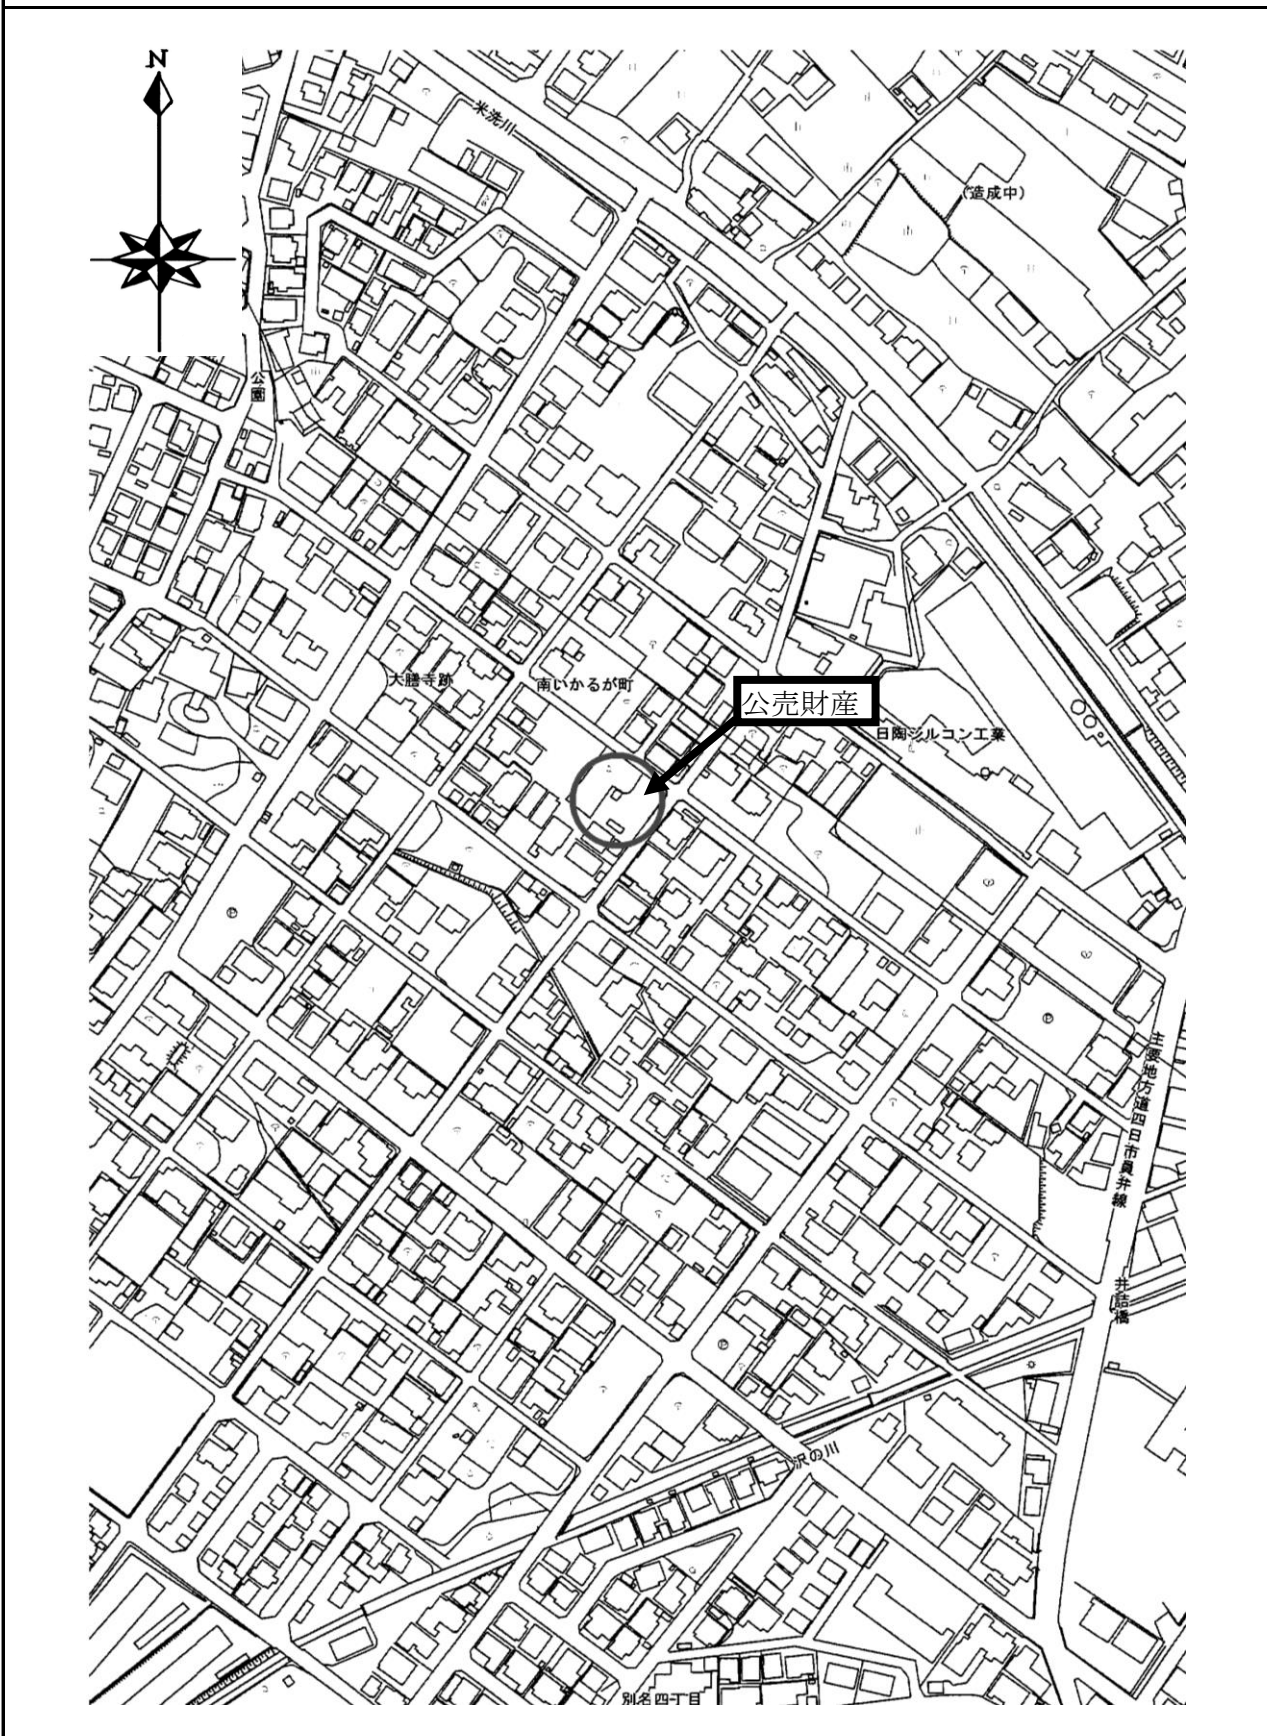 N
米洗川
(造成中)
公園
大膳寺跡
南いかるが町
公売財産
日陶ジルコン工業
主要地方道四日市員弁線
井詰橋
沢の川
別名四丁目